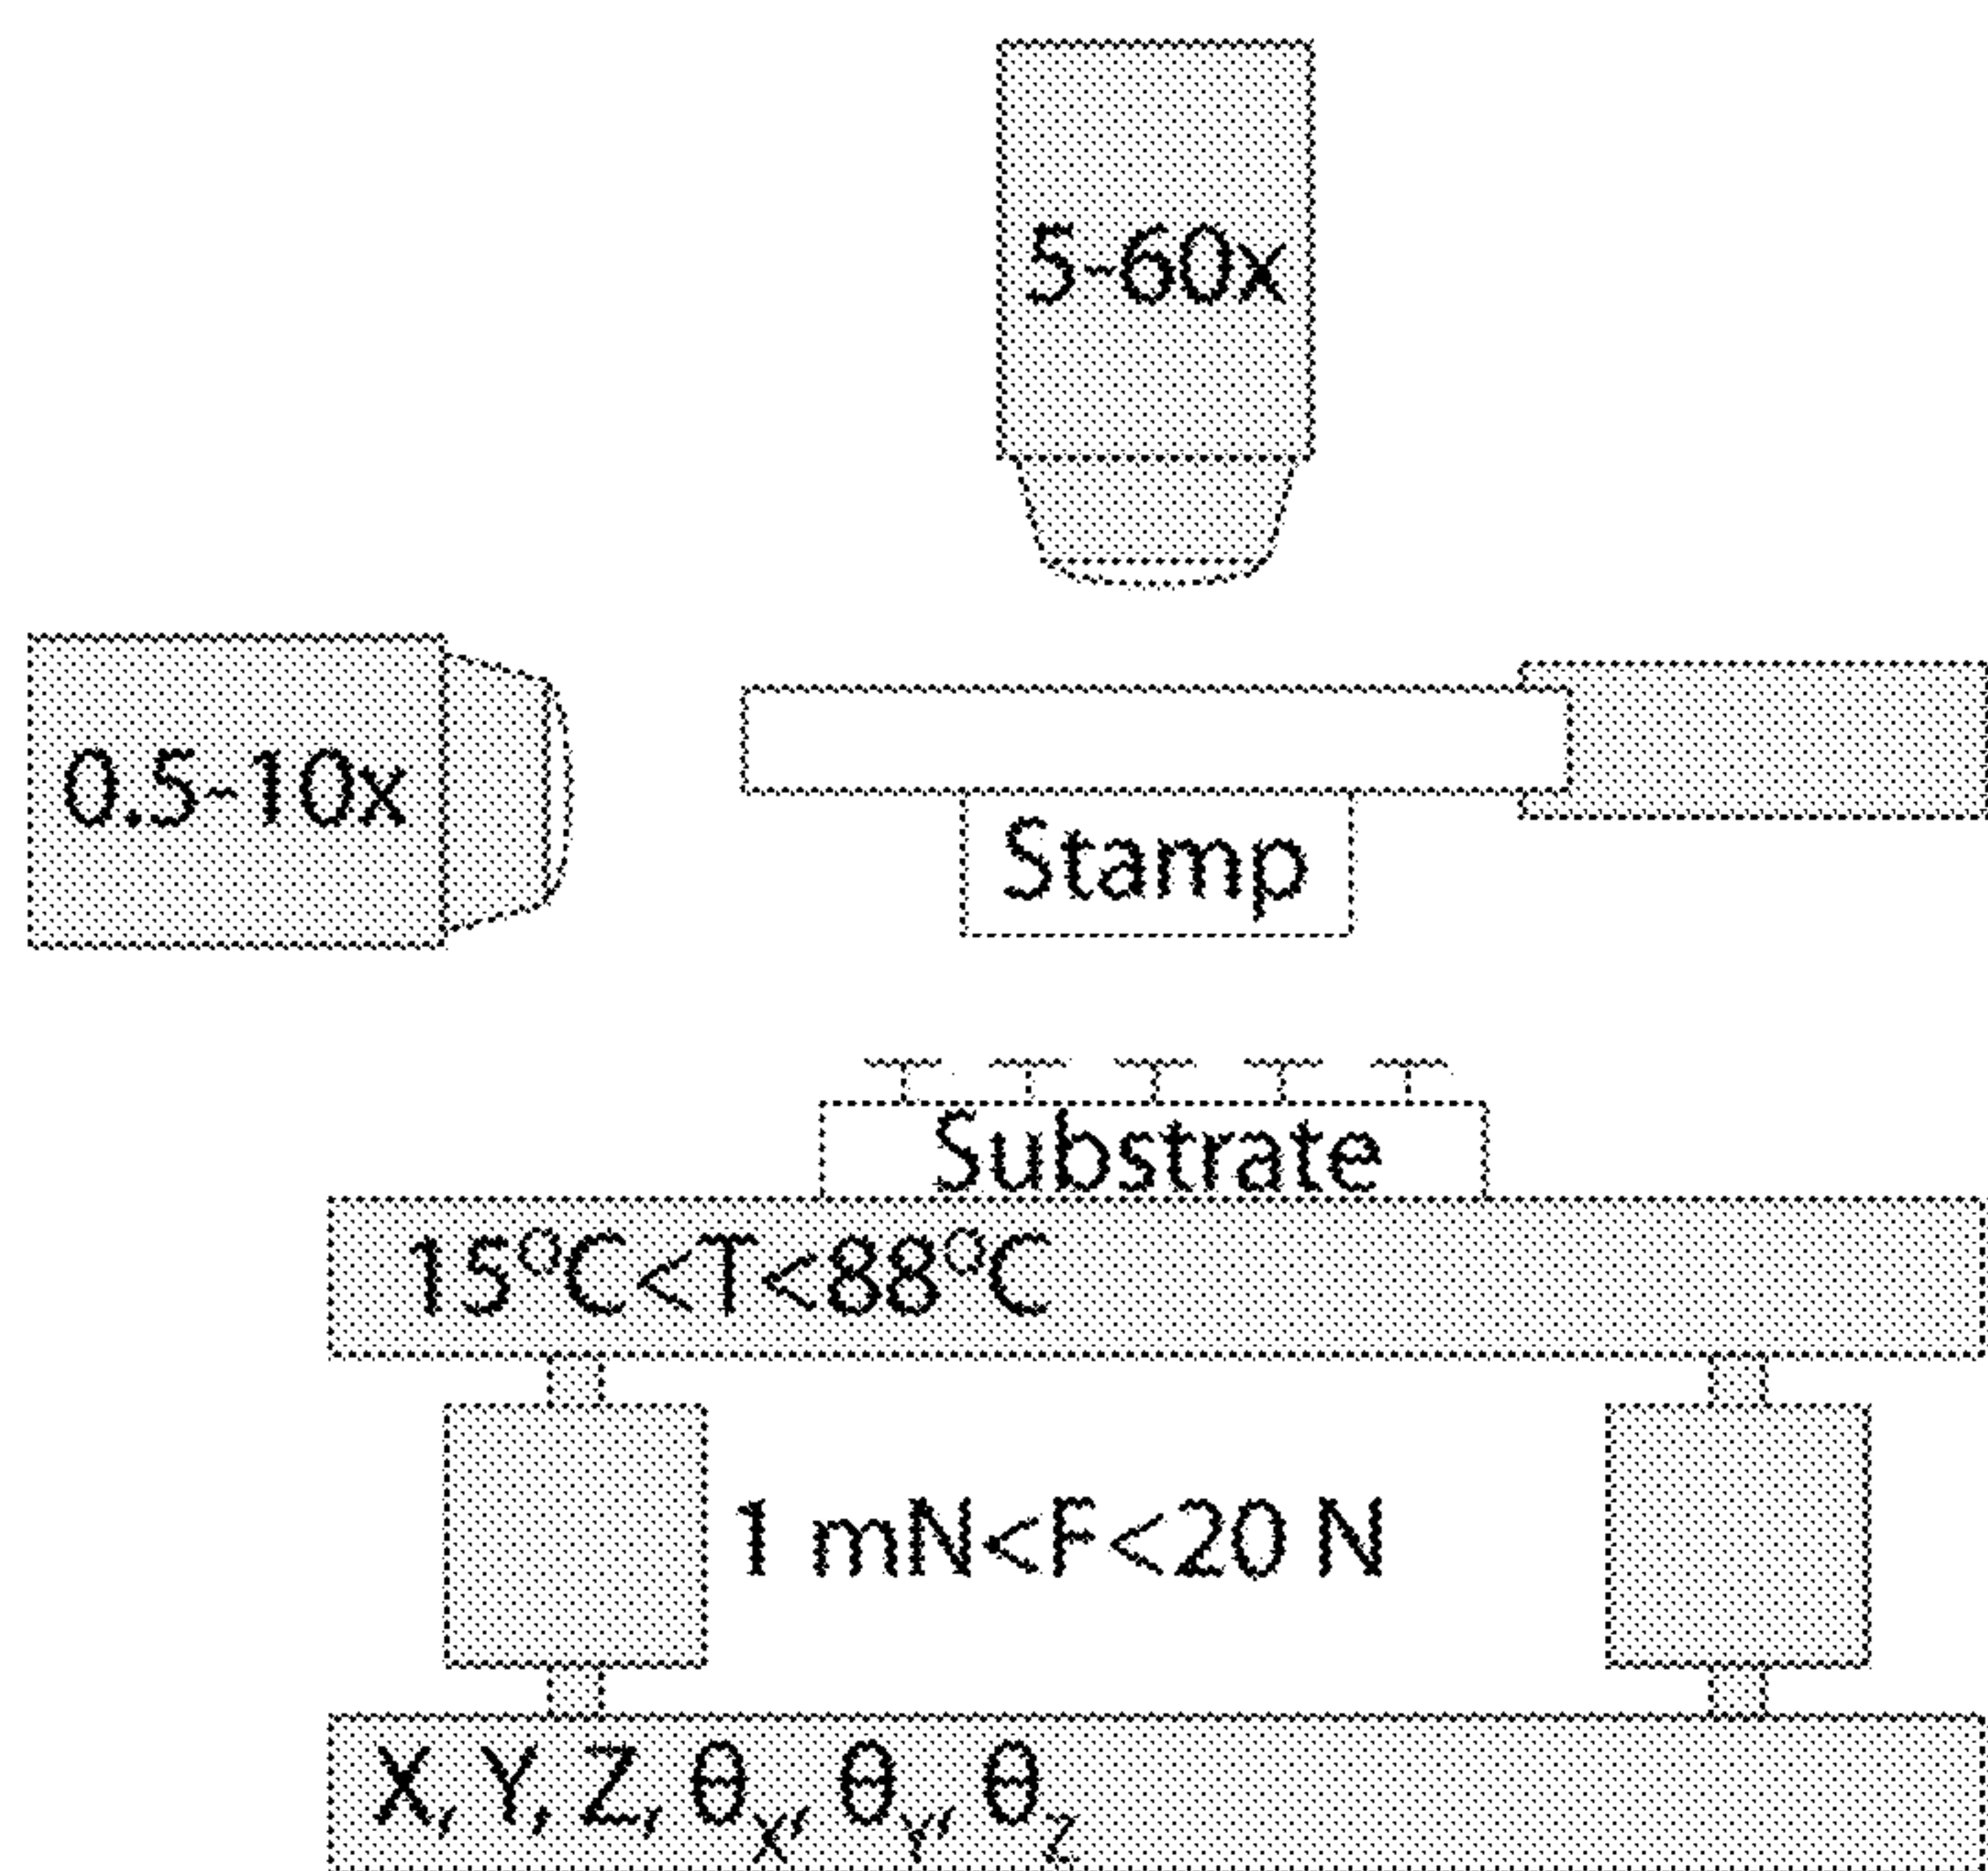 5-60x
0.5-10x
Stamp
Substrate
15°C<T<88°C
1 mN<F<20 N
X, Y, Z, θX, θY, θZ